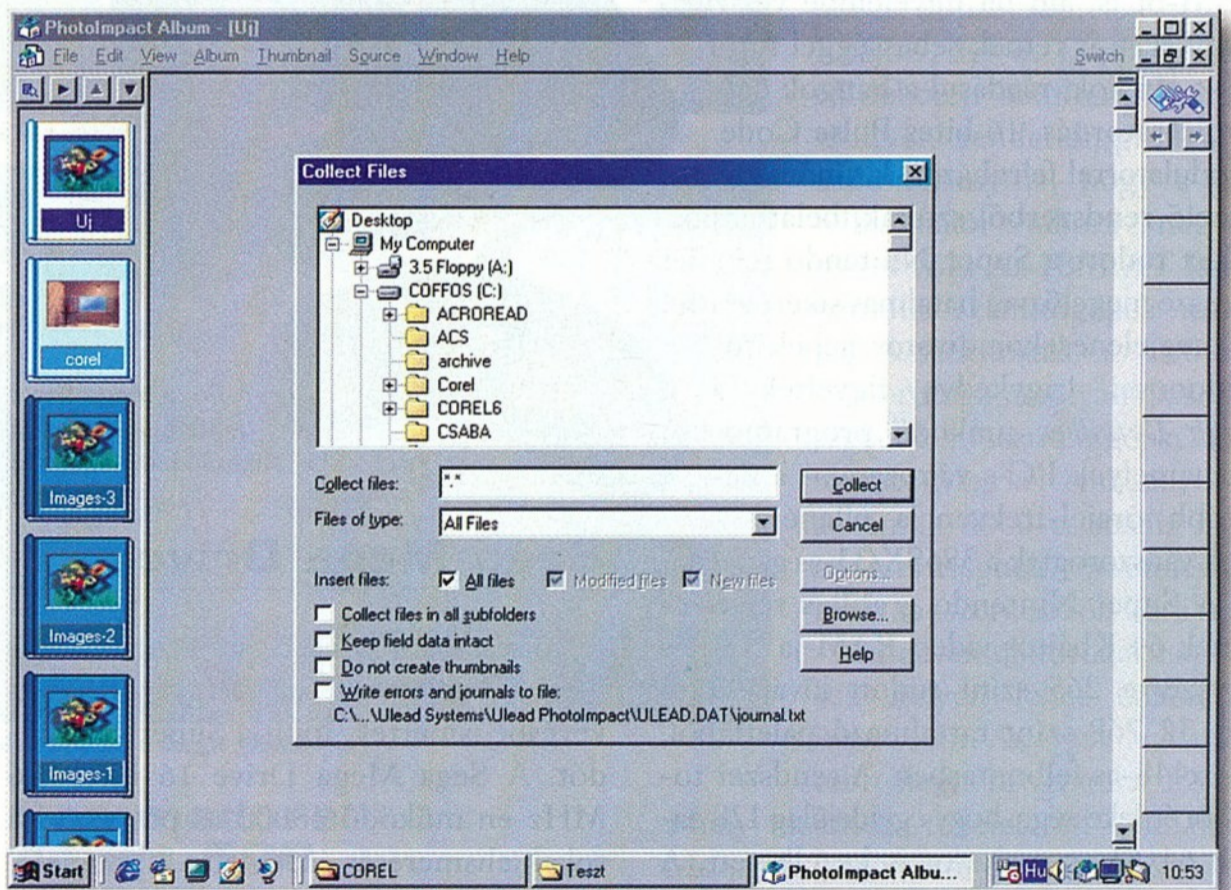 PhotoImpact Album - [Uj]
File Edit View Album Thumbnail Source Window Help Switch
Uj
corel
Images-3
Images-2
Images-1
Collect Files
Desktop
My Computer
3.5 Floppy (A:)
COFFOS (C:)
ACROREAD
ACS
archive
Corel
COREL6
CSABA
Collect files: *.*
Collect
Files of type: All Files
Cancel
Insert files: All files Modified files New files
Options...
Collect files in all subfolders
Browse...
Keep field data intact
Do not create thumbnails
Help
Write errors and journals to file:
C:\...\Ulead Systems\Ulead PhotoImpact\ULEAD.DAT\journal.txt
Start COREL Teszt PhotoImpact Albu... Hu 10:53